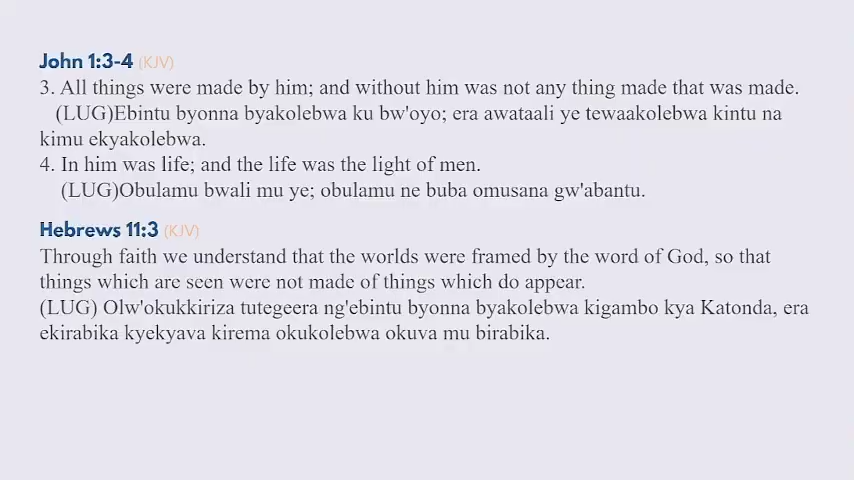 John 1:3-4 (KJV)
3. All things were made by him; and without him was not any thing made that was made.
(LUG)Ebintu byonna byakolebwa ku bw'oyo; era awataali ye tewaakolebwa kintu na
kimu ekyakolebwa.
4. In him was life; and the life was the light of men.
(LUG)Obulamu bwali mu ye; obulamu ne buba omusana gw'abantu.
Hebrews 11:3 (KJV)
Through faith we understand that the worlds were framed by the word of God, so that
things which are seen were not made of things which do appear.
(LUG) Olw'okukkiriza tutegeera ng'ebintu byonna byakolebwa kigambo kya Katonda, era
ekirabika kyekyava kirema okukolebwa okuva mu birabika.